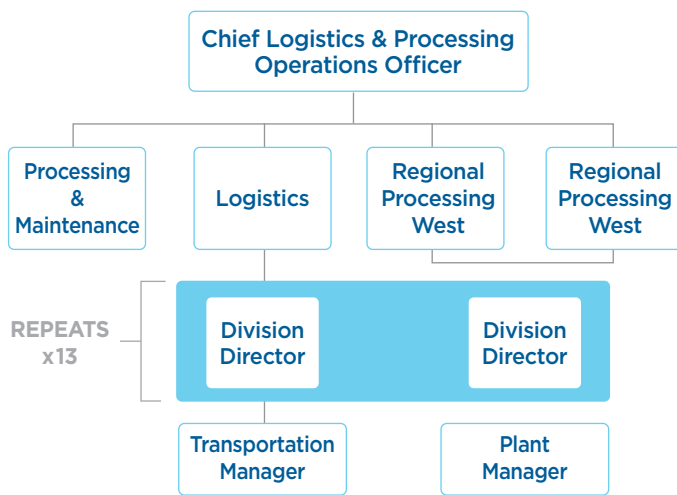 Chief Logistics & Processing
Operations Officer
Processing
&
Maintenance
Logistics
Regional
Processing
West
Regional
Processing
West
REPEATS
x13
Division
Director
Division
Director
Transportation
Manager
Plant
Manager